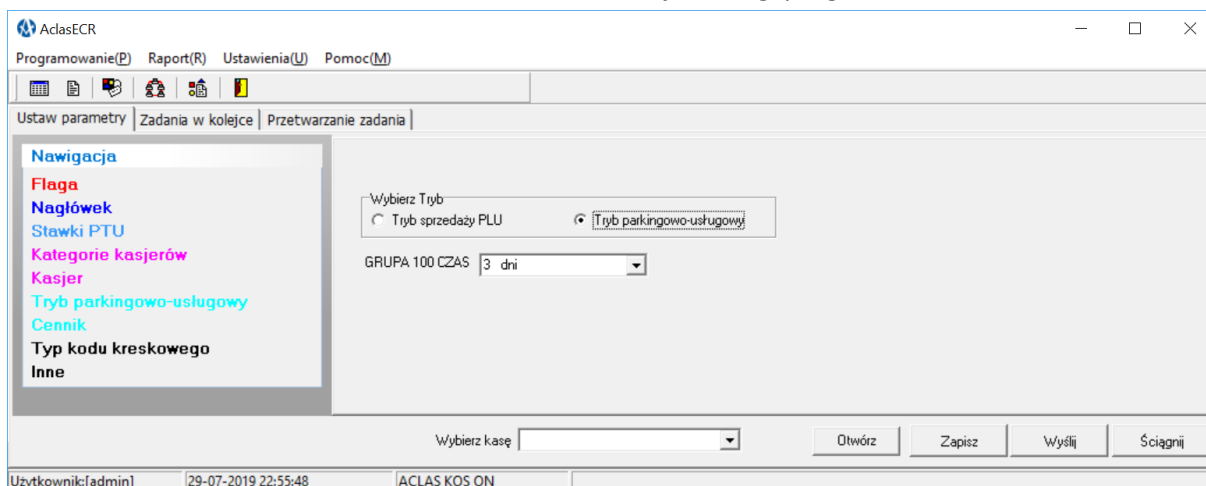 AclasECR
Programowanie(P) Raport(R) Ustawienia(U) Pomoc(M)
Ustaw parametry Zadania w kolejce Przetwarzanie zadania
Nawigacja
Flaga
Nagłówek
Stawki PTU
Kategorie kasjerów
Kasjer
Tryb parkingowo-usługowy
Cennik
Typ kodu kreskowego
Inne
Wybierz Tryb
Tryb sprzedaży PLU Tryb parkingowo-usługowy
GRUPA 100 CZAS 3 dni
Wybierz kasę Otwórz Zapisz Wyślij Ściągnij
Użytkownik:[admin] 29-07-2019 22:55:48 ACLAS KOS ON